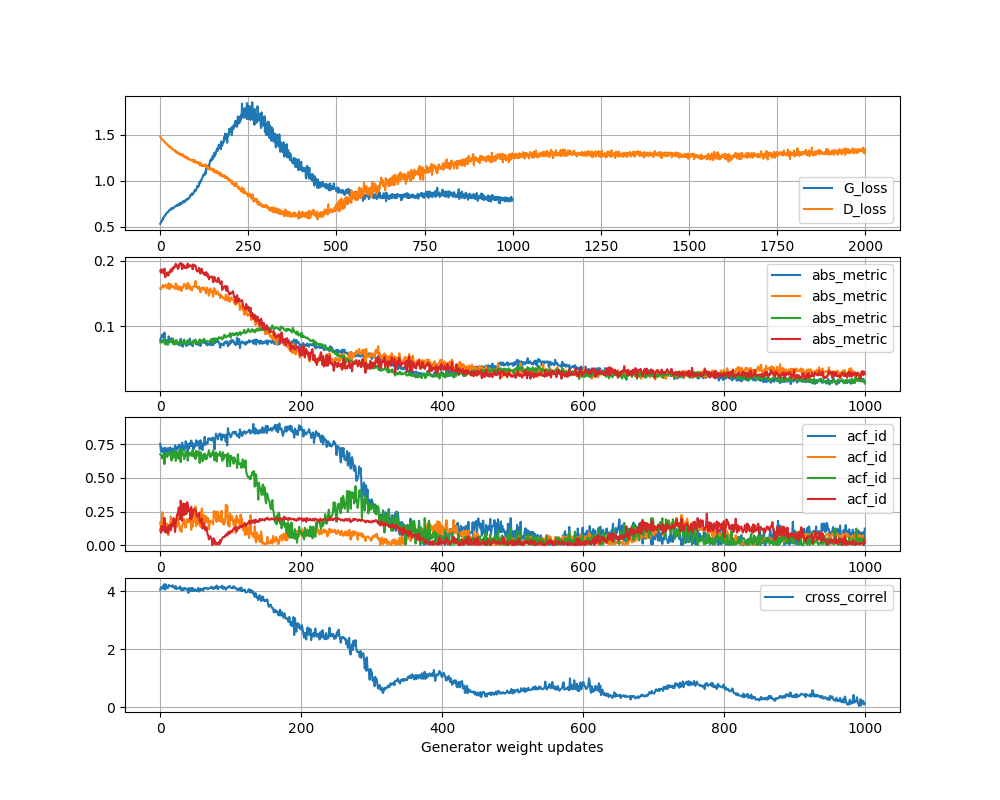 1.5
1.0
0.5
G_loss
D_loss
0 250 500 750 1000 1250 1500 1750 2000
0.2
0.1
abs_metric
abs_metric
abs_metric
abs_metric
0 200 400 600 800 1000
0.75
0.50
0.25
0.00
acf_id
acf_id
acf_id
acf_id
0 200 400 600 800 1000
4
2
0
cross_correl
0 200 400 600 800 1000
Generator weight updates